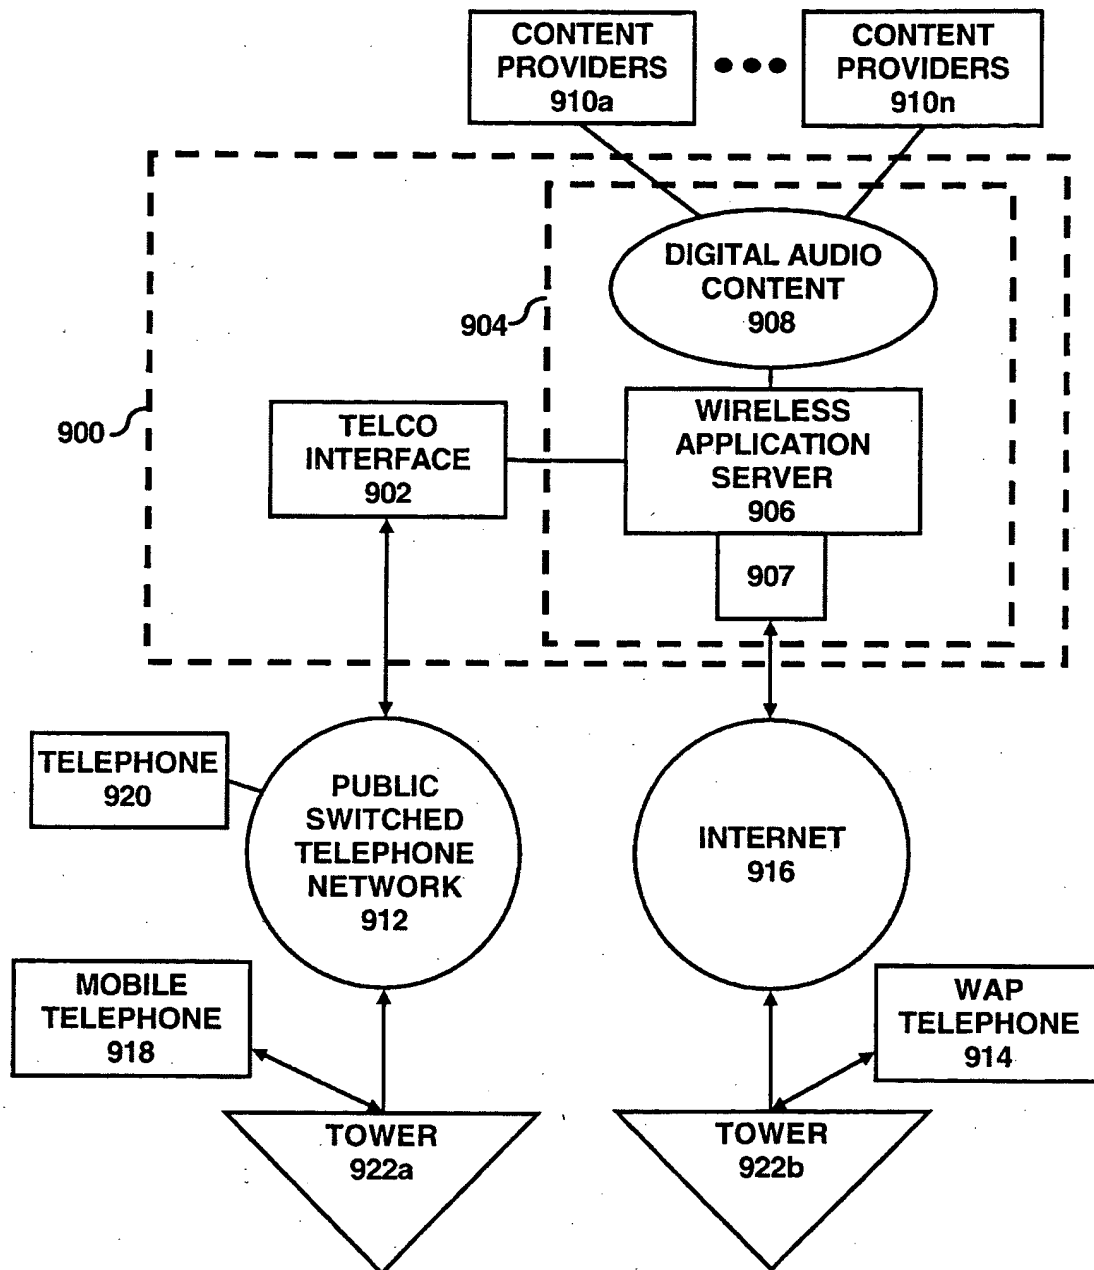 CONTENT
PROVIDERS
910a
CONTENT
PROVIDERS
910n
DIGITAL AUDIO
CONTENT
908
904
900
TELCO
INTERFACE
902
WIRELESS
APPLICATION
SERVER
906
907
TELEPHONE
920
PUBLIC
SWITCHED
TELEPHONE
NETWORK
912
INTERNET
916
MOBILE
TELEPHONE
918
WAP
TELEPHONE
914
TOWER
922a
TOWER
922b